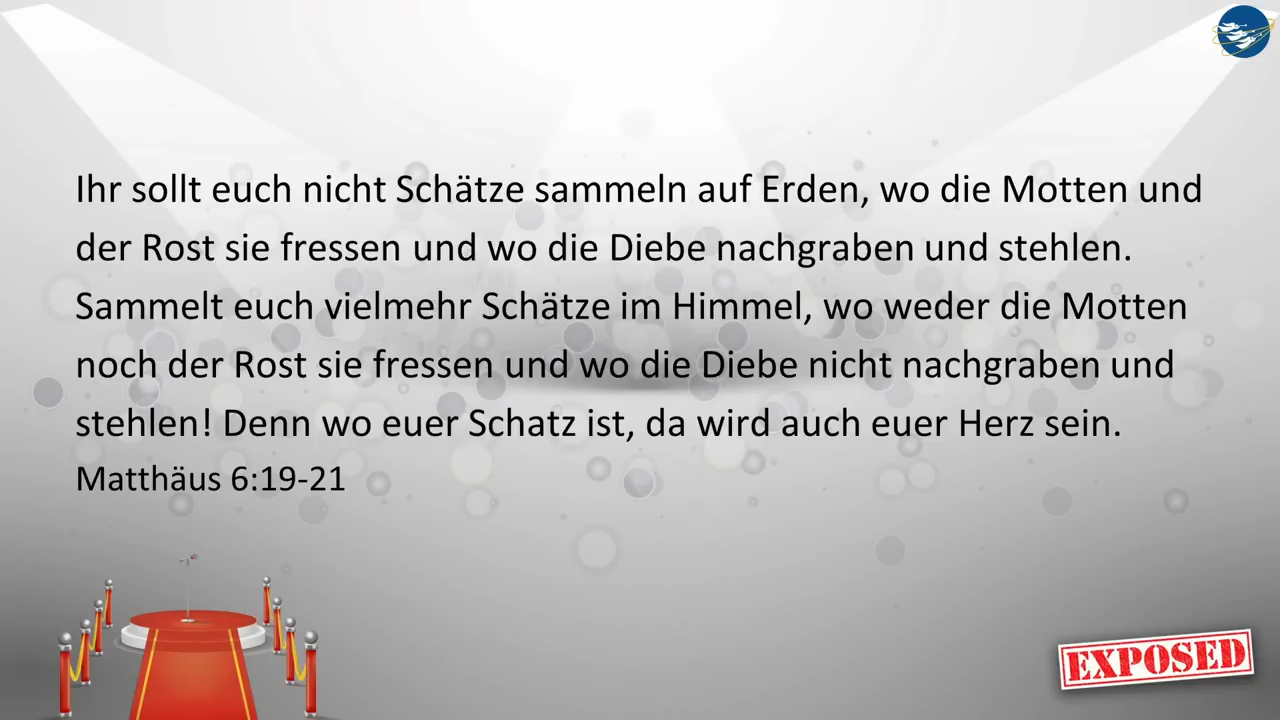 Ihr sollt euch nicht Schätze sammeln auf Erden, wo die Motten und
der Rost sie fressen und wo die Diebe nachgraben und stehlen.
Sammelt euch vielmehr Schätze im Himmel, wo weder die Motten
noch der Rost sie fressen und wo die Diebe nicht nachgraben und
stehlen! Denn wo euer Schatz ist, da wird auch euer Herz sein.
Matthäus 6:19-21
EXPOSED